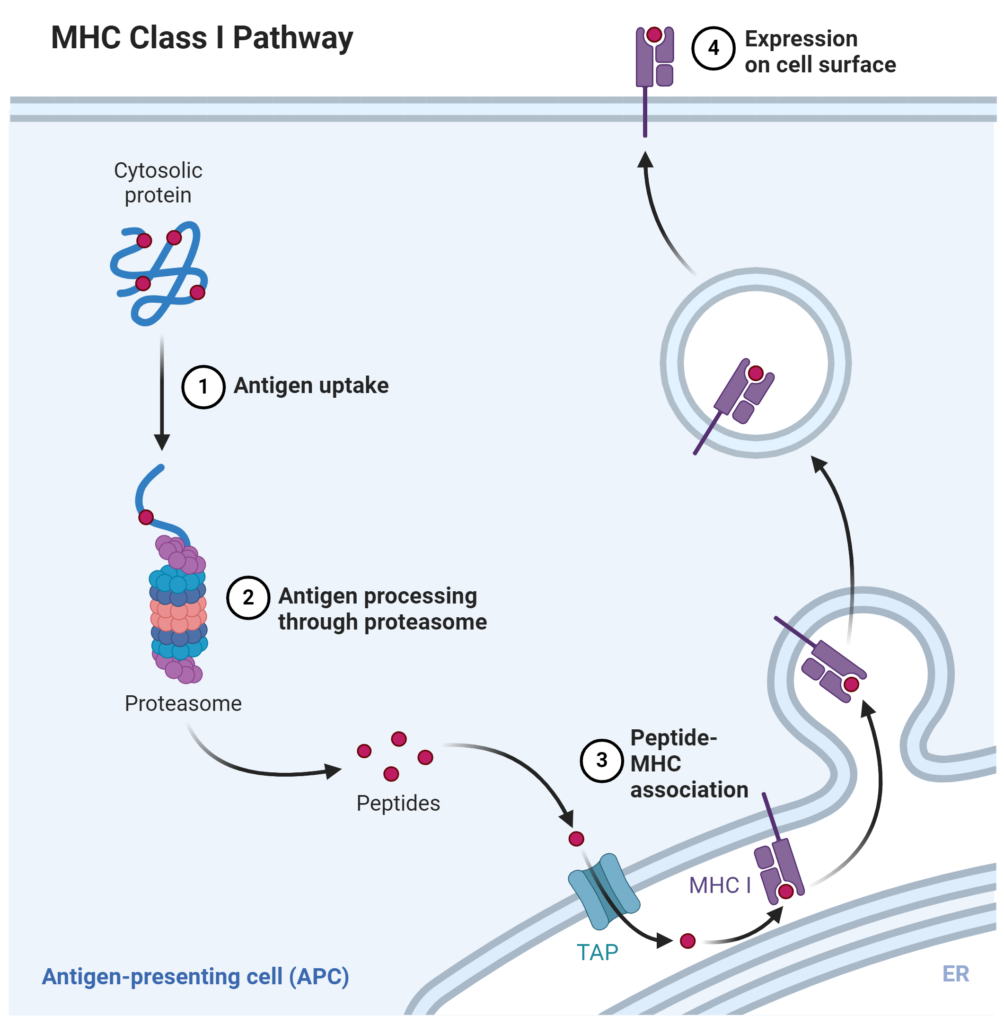 MHC Class I Pathway
4
Expression
on cell surface
Cytosolic
protein
1
Antigen uptake
2
Antigen processing
through proteasome
Proteasome
Peptides
3
Peptide-
MHC
association
MHC I
TAP
Antigen-presenting cell (APC)
ER